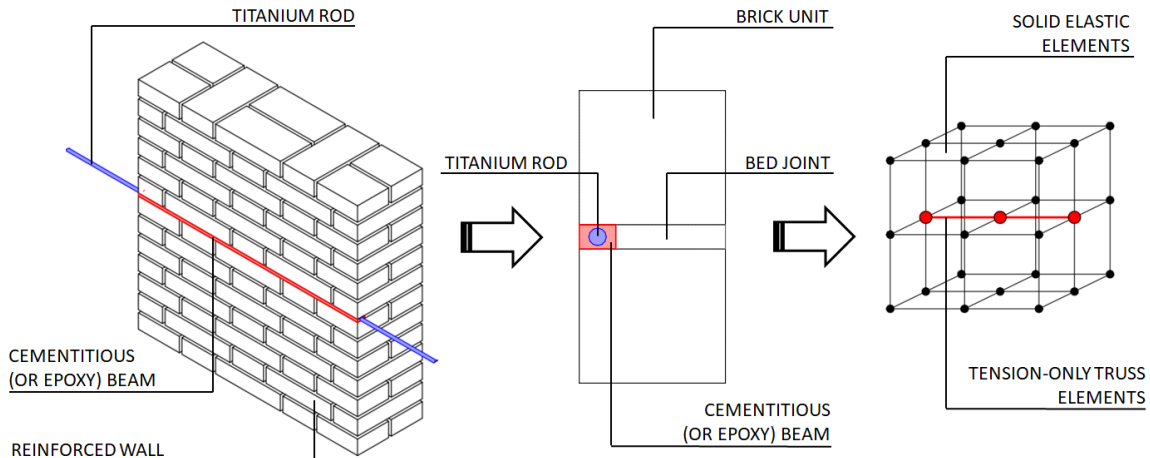 TITANIUM ROD
CEMENTITIOUS
(OR EPOXY) BEAM
REINFORCED WALL
BRICK UNIT
TITANIUM ROD
BED JOINT
CEMENTITIOUS
(OR EPOXY) BEAM
SOLID ELASTIC
ELEMENTS
TENSION-ONLY TRUSS
ELEMENTS